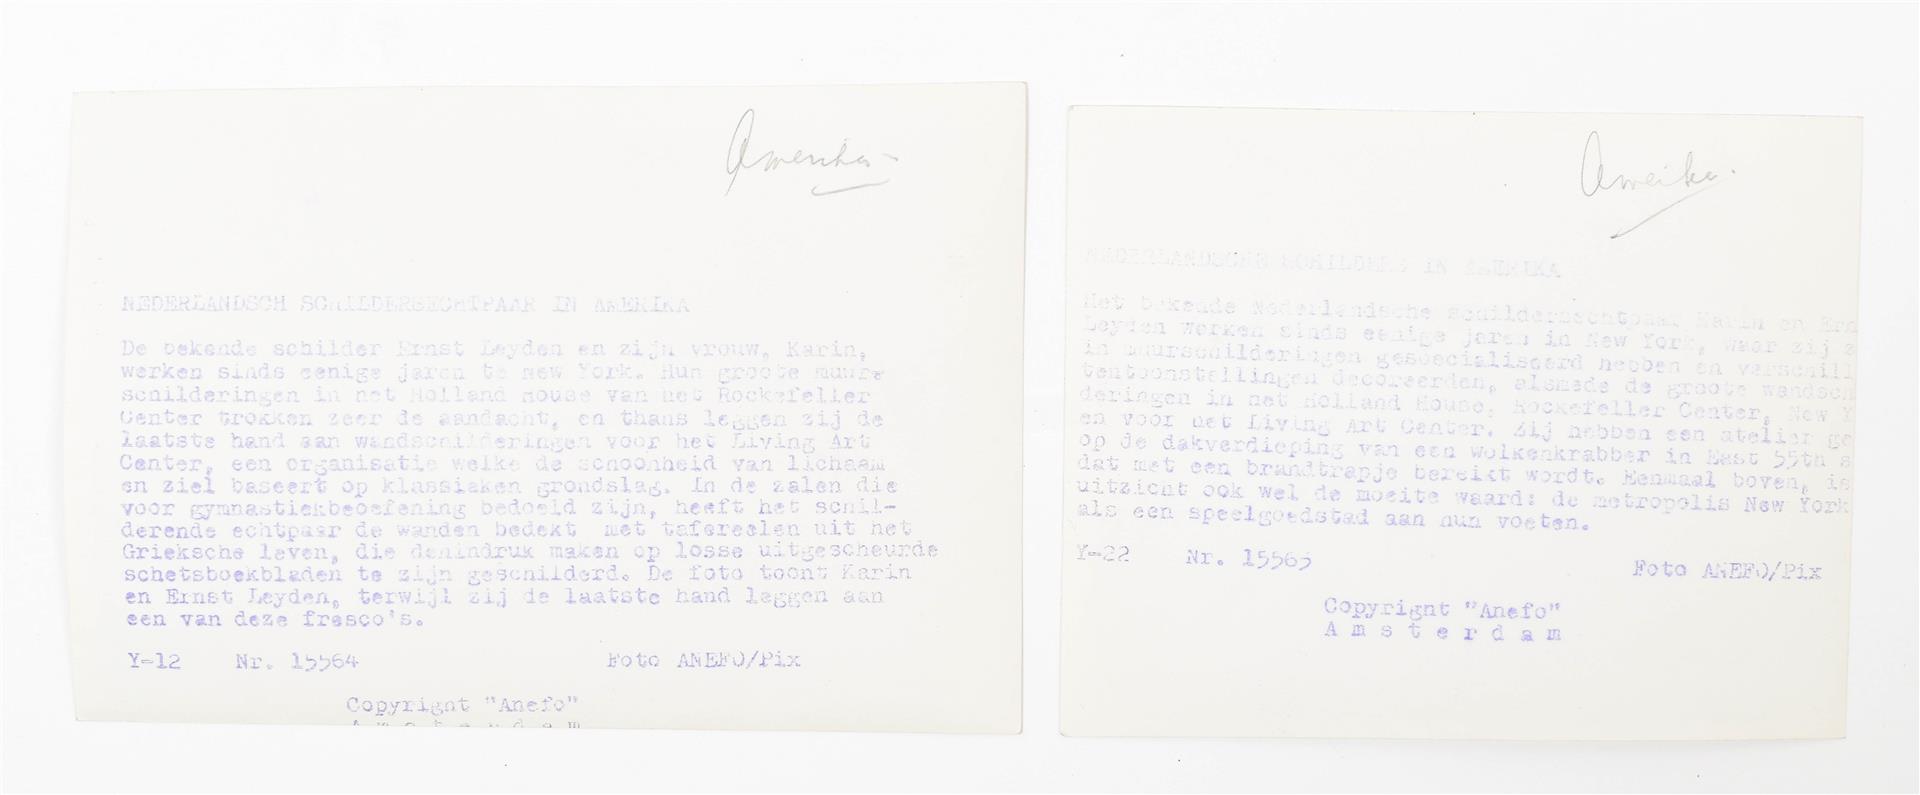 Amerika
NEDERLANDSCH SCHILDERSECHTPAAR IN AMERIKA
De bekende schilder Ernst Leyden en zijn vrouw, Karin,
werken sinds eenige jaren te New York. Hun groote muur-
schilderingen in het Holland House van het Rockefeller
Center trokken zeer de aandacht, en thans leggen zij de
laatste hand aan wandschilderingen voor het Living Art
Center, een organisatie welke de schoonheid van lichaam
en ziel baseert op klassieken grondslag. In de zalen die
voor gymnastiekbeoefening bedoeld zijn, heeft het schil-
derende echtpaar de wanden bedekt met tafereelen uit het
Grieksche leven, die denindruk maken op losse uitgescheurde
schetsboekbladen te zijn geschilderd. De foto toont Karin
en Ernst Leyden, terwijl zij de laatste hand leggen aan
een van deze fresco's.
Y-12 Nr. 15564 Foto ANEFO/Pix
Copyright "Anefo"
Amsterdam
Amerika.
NEDERLANDSCHE SCHILDERS IN AMERIKA
Het bekende Nederlandsche schildersechtpaar Karin en Ern
Leyden werken sinds eenige jaren in New York, waar zij z
in muurschilderingen gespecialiseerd hebben en verschill
tentoonstellingen decoreerden, alsmede de groote wandsch
deringen in het Holland House, Rockefeller Center, New Y
en voor het Living Art Center. Zij hebben een atelier ge
op de dakverdieping van een wolkenkrabber in East 55th s
dat met een brandtrapje bereikt wordt. Eenmaal boven, is
uitzicht ook wel de moeite waard: de metropolis New York
als een speelgoedstad aan hun voeten.
Y-22 Nr. 15565 Foto ANEFO/Pix
Copyright "Anefo"
A m s t e r d a m